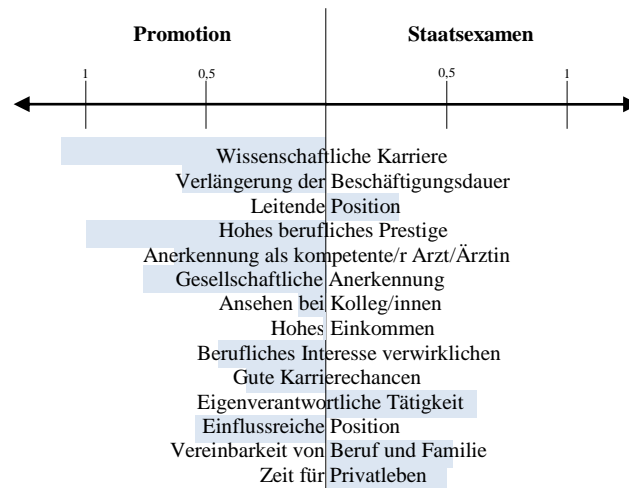 Promotion Staatsexamen
1 0,5 0,5 1
Wissenschaftliche Karriere
Verlängerung der Beschäftigungsdauer
Leitende Position
Hohes berufliches Prestige
Anerkennung als kompetente/r Arzt/Ärztin
Gesellschaftliche Anerkennung
Ansehen bei Kolleg/innen
Hohes Einkommen
Berufliches Interesse verwirklichen
Gute Karrierechancen
Eigenverantwortliche Tätigkeit
Einflussreiche Position
Vereinbarkeit von Beruf und Familie
Zeit für Privatleben